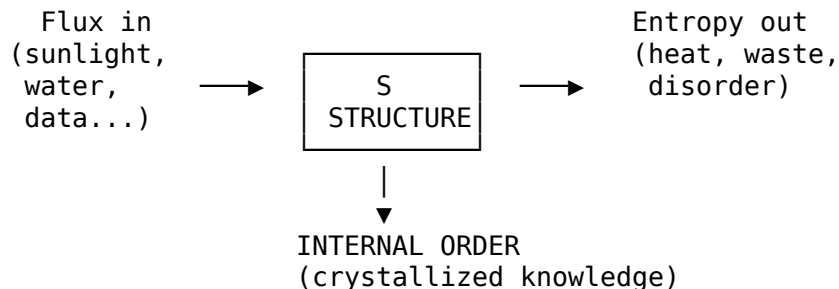 Flux in
(sunlight,
water,
data...)
S
STRUCTURE
Entropy out
(heat, waste,
disorder)
INTERNAL ORDER
(crystallized knowledge)